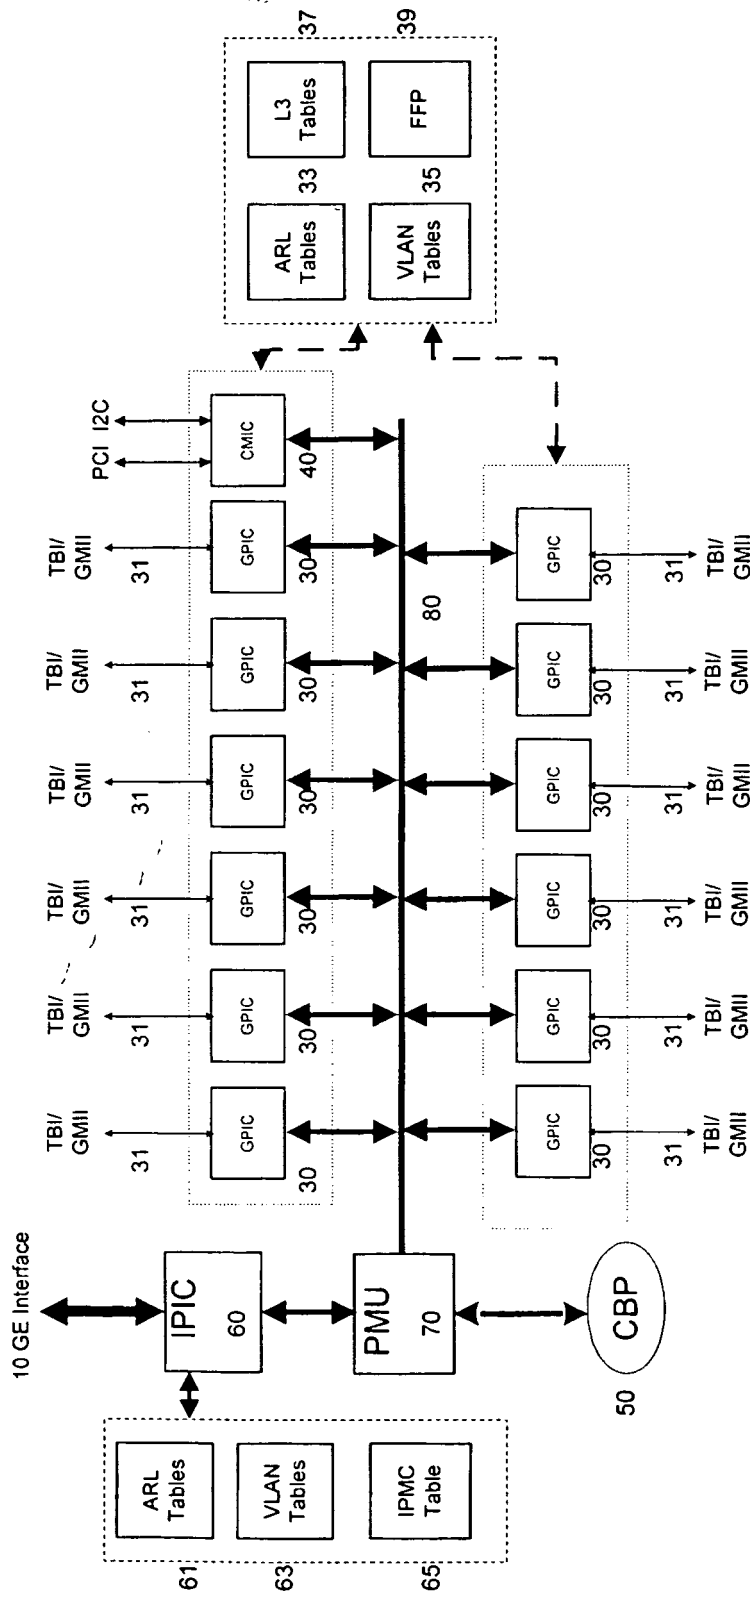 10 GE Interface
TBI/
GMII
31
TBI/
GMII
31
TBI/
GMII
31
TBI/
GMII
31
TBI/
GMII
31
TBI/
GMII
31
PCI I2C
61
ARL
Tables
63
VLAN
Tables
65
IPMC
Table
IPIC
60
GPIC
30
GPIC
30
GPIC
30
GPIC
30
GPIC
30
GPIC
30
CMIC
40
ARL
Tables
33
L3
Tables
37
VLAN
Tables
35
FFP
39
PMU
70
80
CBP
50
GPIC
30
GPIC
30
GPIC
30
GPIC
30
GPIC
30
GPIC
30
31
TBI/
GMII
31
TBI/
GMII
31
TBI/
GMII
31
TBI/
GMII
31
TBI/
GMII
31
TBI/
GMII